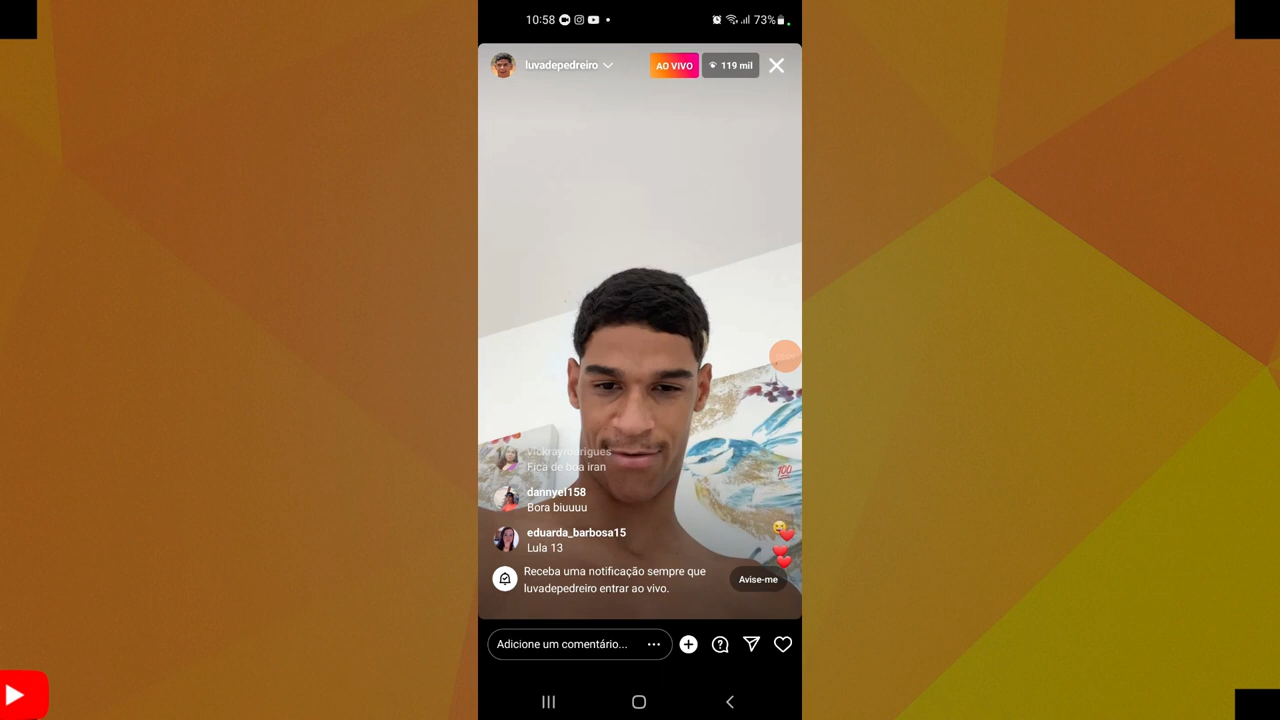 10:58
73%
luvadepedreiro
AO VIVO
119 mil
vickrayrodrigues
Fica de boa iran
dannyel158
Bora biuuuu
eduarda_barbosa15
Lula 13
Receba uma notificação sempre que
luvadepedreiro entrar ao vivo.
Avise-me
Adicione um comentário...